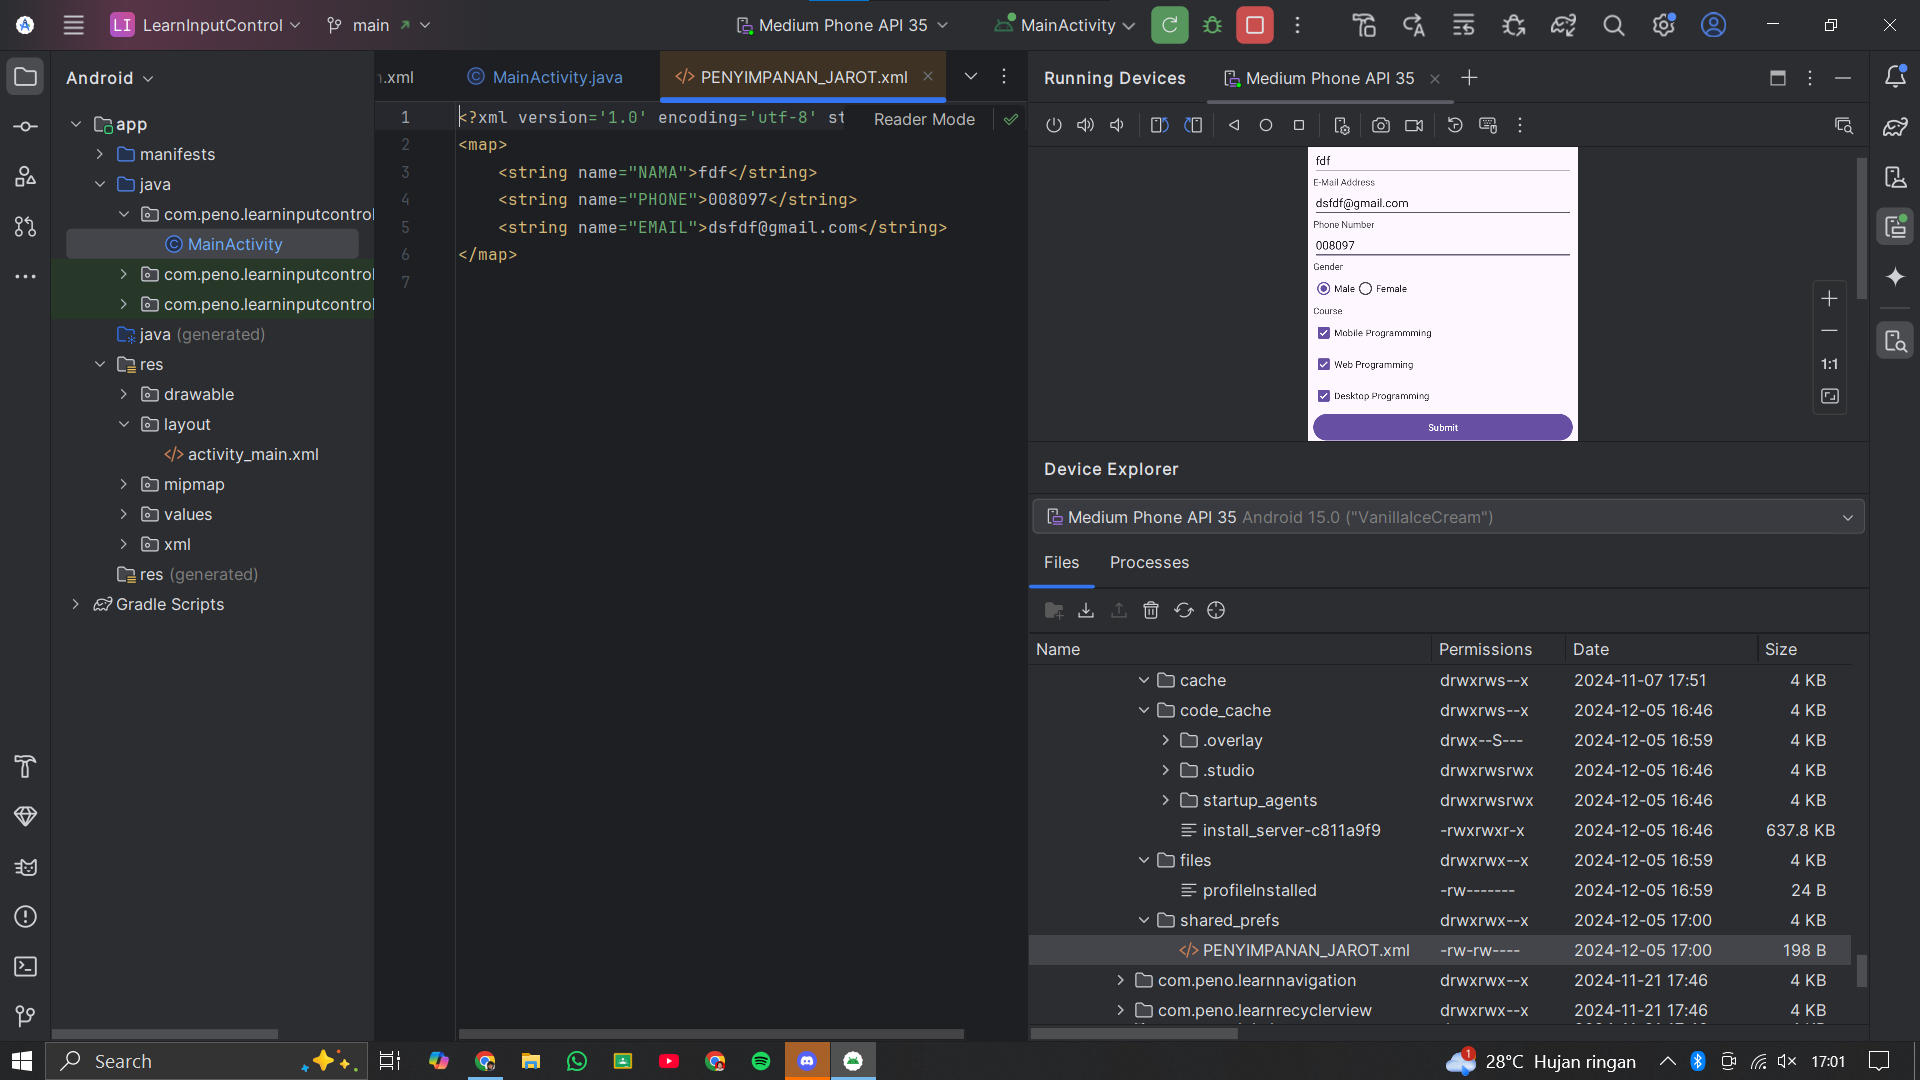 LI LearnInputControl main
Medium Phone API 35 MainActivity
Android
.xml MainActivity.java PENYIMPANAN_JAROT.xml
app
manifests
java
com.peno.learninputcontrol
MainActivity
com.peno.learninputcontrol
com.peno.learninputcontrol
java (generated)
res
drawable
layout
activity_main.xml
mipmap
values
xml
res (generated)
Gradle Scripts
1 <?xml version='1.0' encoding='utf-8' st
Reader Mode
2 <map>
3 <string name="NAMA">fdf</string>
4 <string name="PHONE">008097</string>
5 <string name="EMAIL">dsfdf@gmail.com</string>
6 </map>
7
Running Devices Medium Phone API 35
fdf
E-Mail Address
dsfdf@gmail.com
Phone Number
008097
Gender
Male Female
Course
Mobile Programmming
Web Programming
Desktop Programming
Submit
1:1
Device Explorer
Medium Phone API 35 Android 15.0 ("VanillaIceCream")
Files Processes
Name Permissions Date Size
cache drwxrws--x 2024-11-07 17:51 4 KB
code_cache drwxrws--x 2024-12-05 16:46 4 KB
.overlay drwx--S--- 2024-12-05 16:59 4 KB
.studio drwxrwsrwx 2024-12-05 16:46 4 KB
startup_agents drwxrwsrwx 2024-12-05 16:46 4 KB
install_server-c811a9f9 -rwxrwxr-x 2024-12-05 16:46 637.8 KB
files drwxrwx--x 2024-12-05 16:59 4 KB
profileInstalled -rw------- 2024-12-05 16:59 24 B
shared_prefs drwxrwx--x 2024-12-05 17:00 4 KB
PENYIMPANAN_JAROT.xml -rw-rw---- 2024-12-05 17:00 198 B
com.peno.learnnavigation drwxrwx--x 2024-11-21 17:46 4 KB
com.peno.learnrecyclerview drwxrwx--x 2024-11-21 17:46 4 KB
Search
1 28°C Hujan ringan 17:01